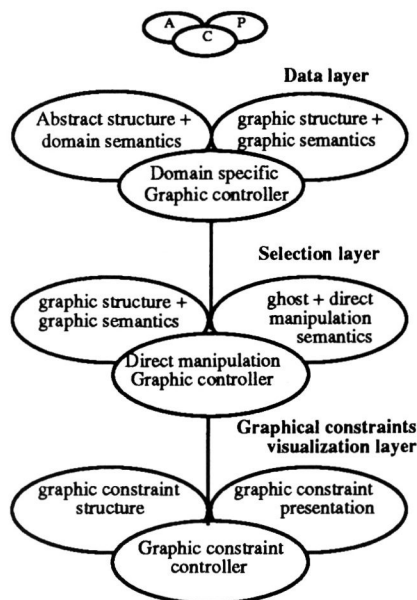 A
P
C
Data layer
Abstract structure +
domain semantics
graphic structure +
graphic semantics
Domain specific
Graphic controller
Selection layer
graphic structure +
graphic semantics
ghost + direct
manipulation
semantics
Direct manipulation
Graphic controller
Graphical constraints
visualization layer
graphic constraint
structure
graphic constraint
presentation
Graphic constraint
controller